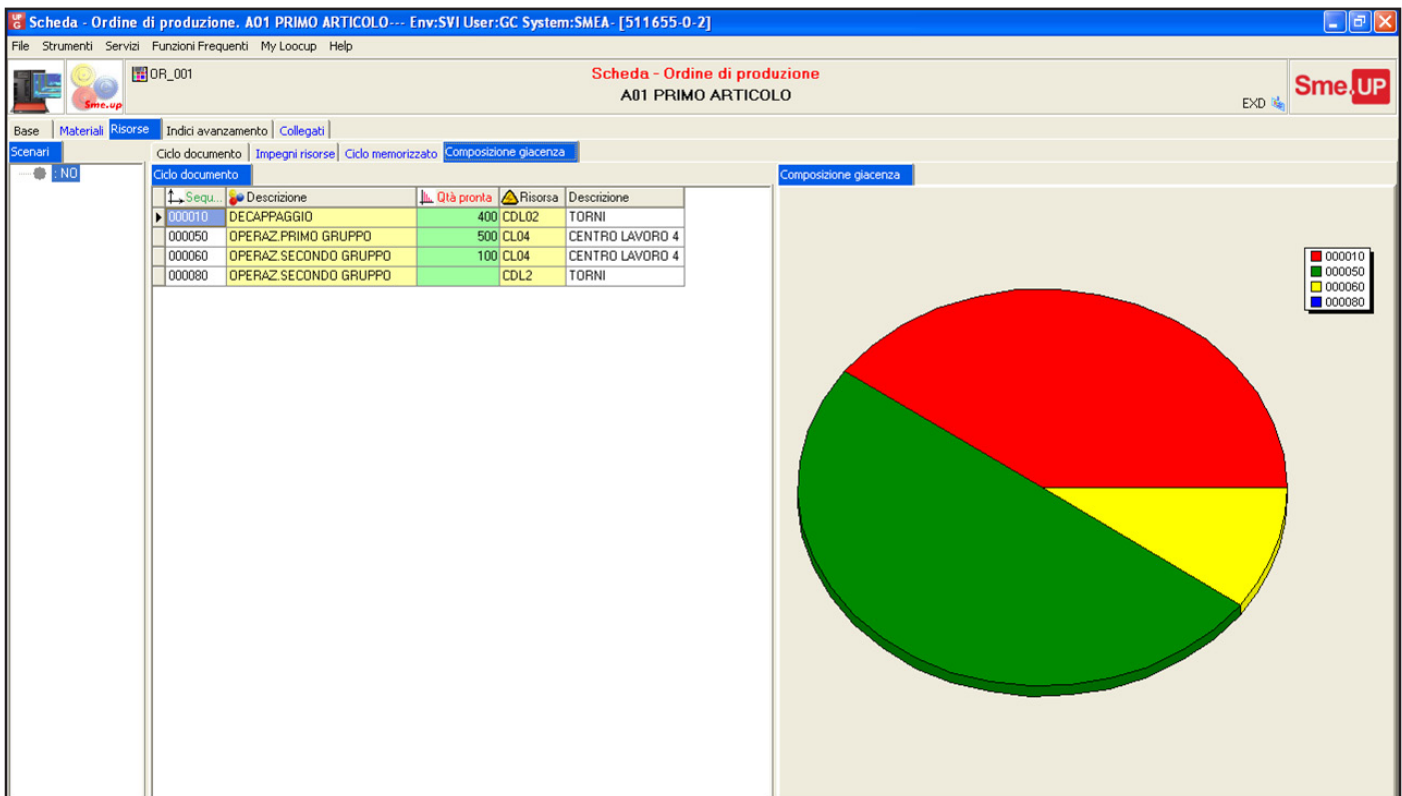 Scheda - Ordine di produzione. A01 PRIMO ARTICOLO--- Env:SVI User:GC System:SMEA- [511655-0-2]
File Strumenti Servizi Funzioni Frequenti My Loocup Help
Sme.up
OR_001
Scheda - Ordine di produzione
A01 PRIMO ARTICOLO
EXD
Sme.UP
Base Materiali Risorse Indici avanzamento Collegati
Scenari
: NO
Ciclo documento Impegni risorse Ciclo memorizzato Composizione giacenza
Ciclo documento
Sequ... Descrizione Qtà pronta Risorsa Descrizione
000010 DECAPPAGGIO 400 CDL02 TORNI
000050 OPERAZ.PRIMO GRUPPO 500 CL04 CENTRO LAVORO 4
000060 OPERAZ.SECONDO GRUPPO 100 CL04 CENTRO LAVORO 4
000080 OPERAZ.SECONDO GRUPPO CDL2 TORNI
Composizione giacenza
000010
000050
000060
000080